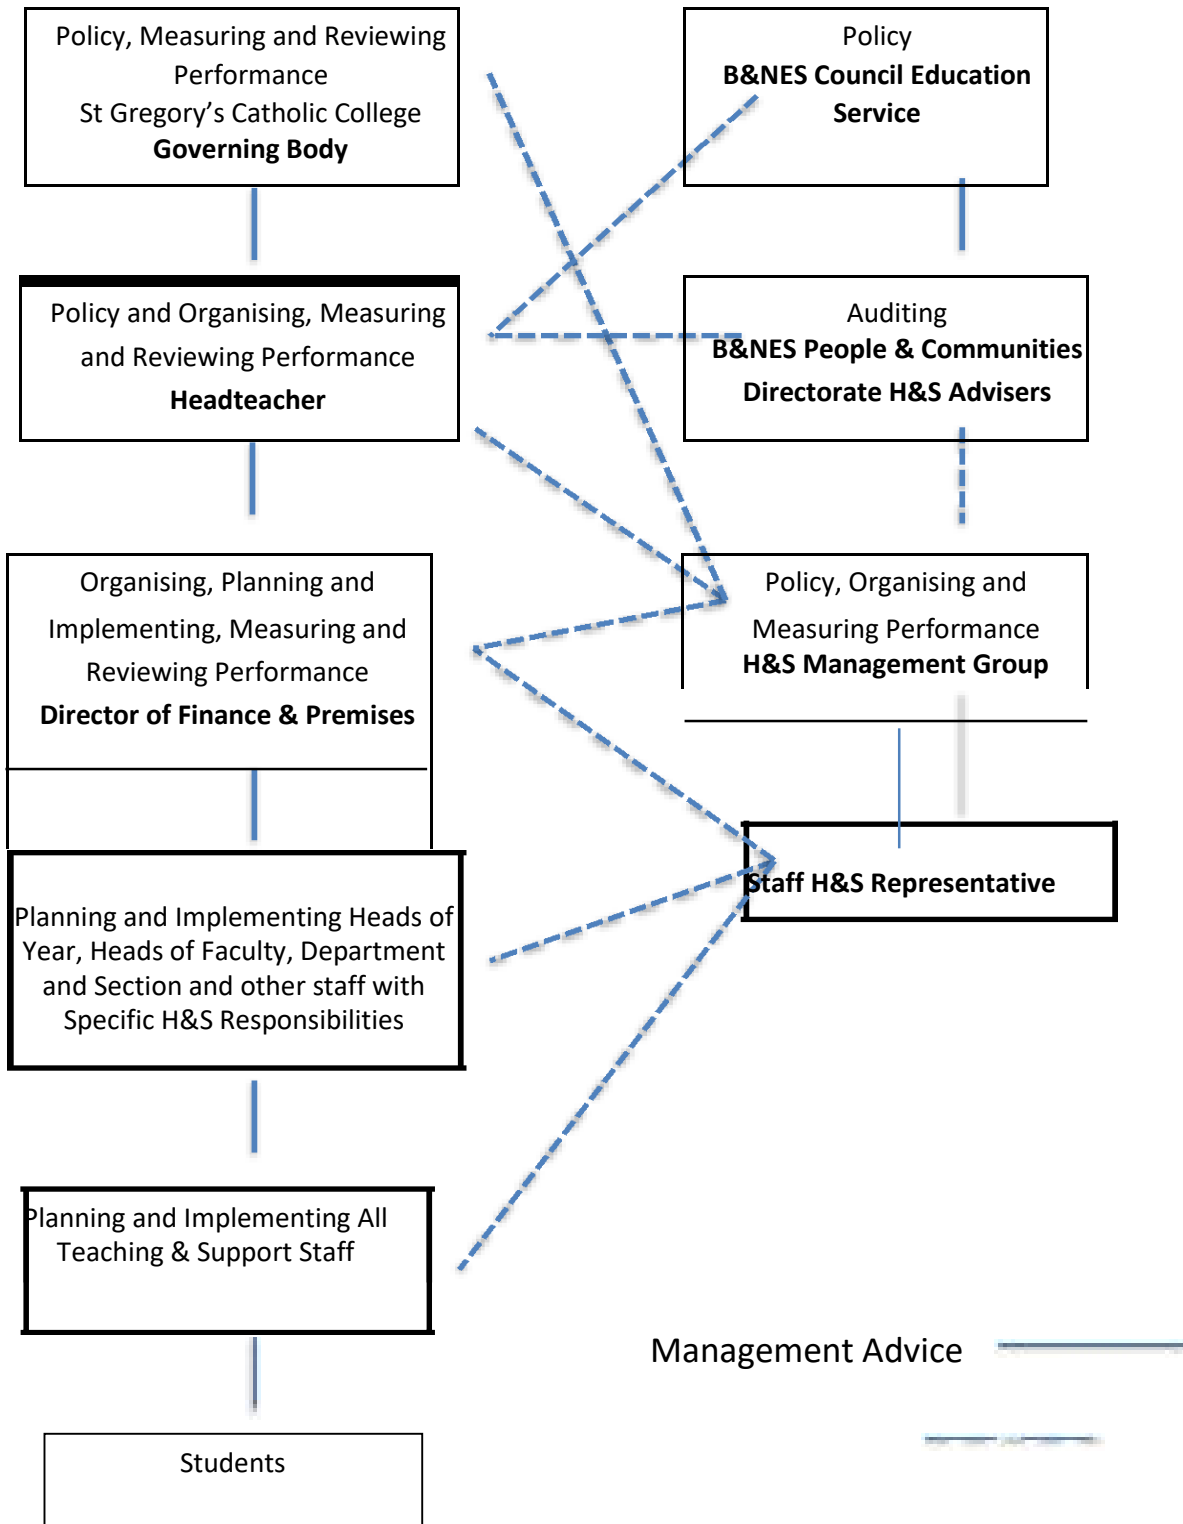 Policy, Measuring and Reviewing
Performance
St Gregory’s Catholic College
Governing Body
Policy
B&NES Council Education
Service
Policy and Organising, Measuring
and Reviewing Performance
Headteacher
Auditing
B&NES People & Communities
Directorate H&S Advisers
Organising, Planning and
Implementing, Measuring and
Reviewing Performance
Director of Finance & Premises
Policy, Organising and
Measuring Performance
H&S Management Group
Staff H&S Representative
Planning and Implementing Heads of
Year, Heads of Faculty, Department
and Section and other staff with
Specific H&S Responsibilities
Planning and Implementing All
Teaching & Support Staff
Management Advice
Students